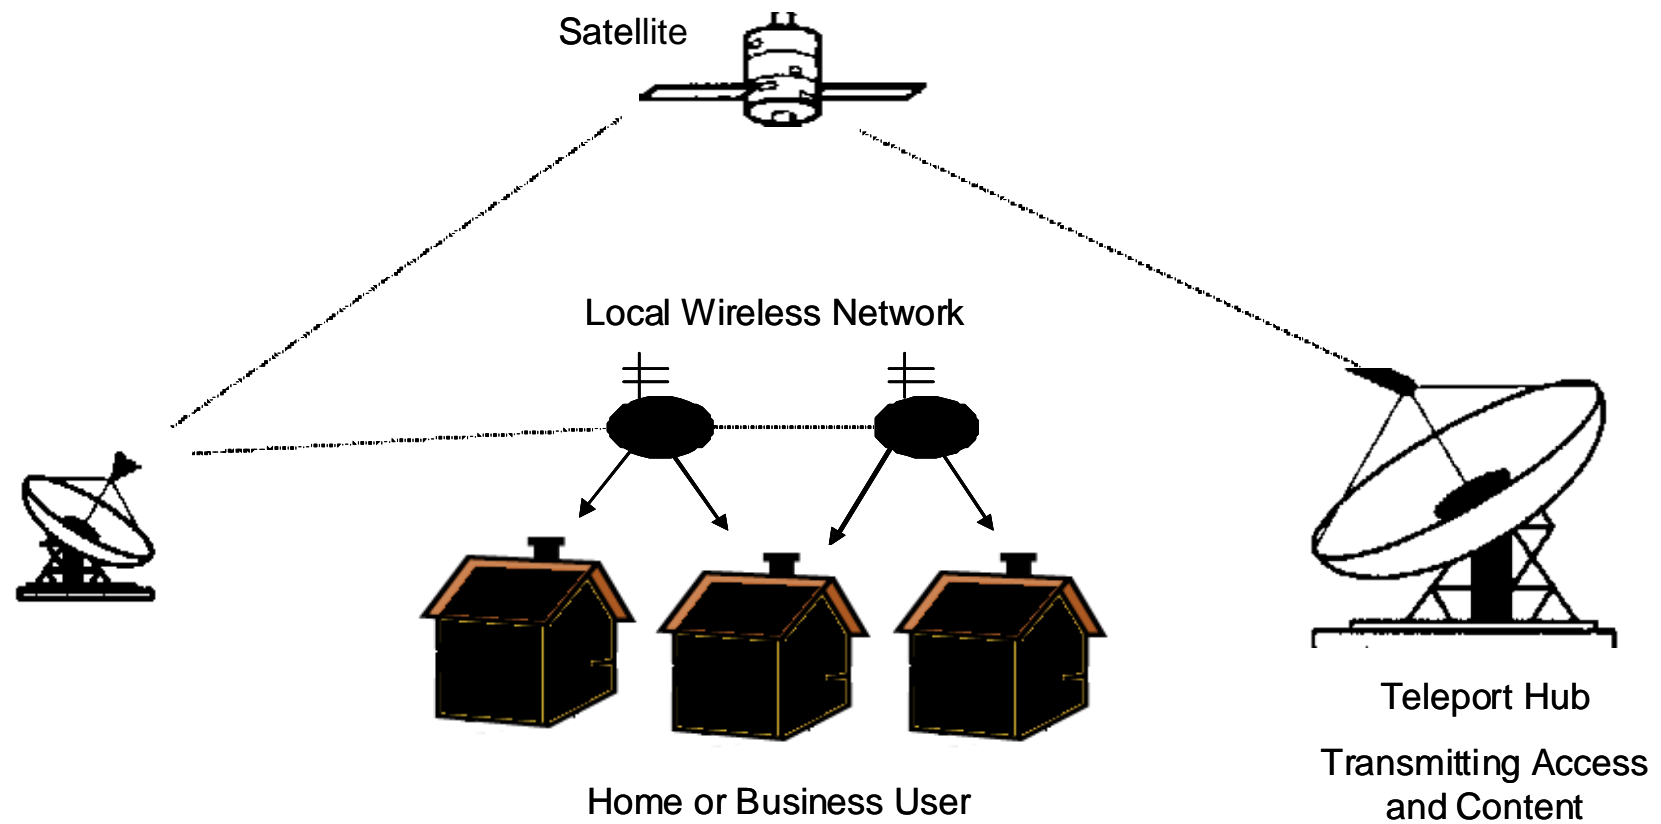 Satellite
Local Wireless Network
Teleport Hub
Transmitting Access
and Content
Home or Business User